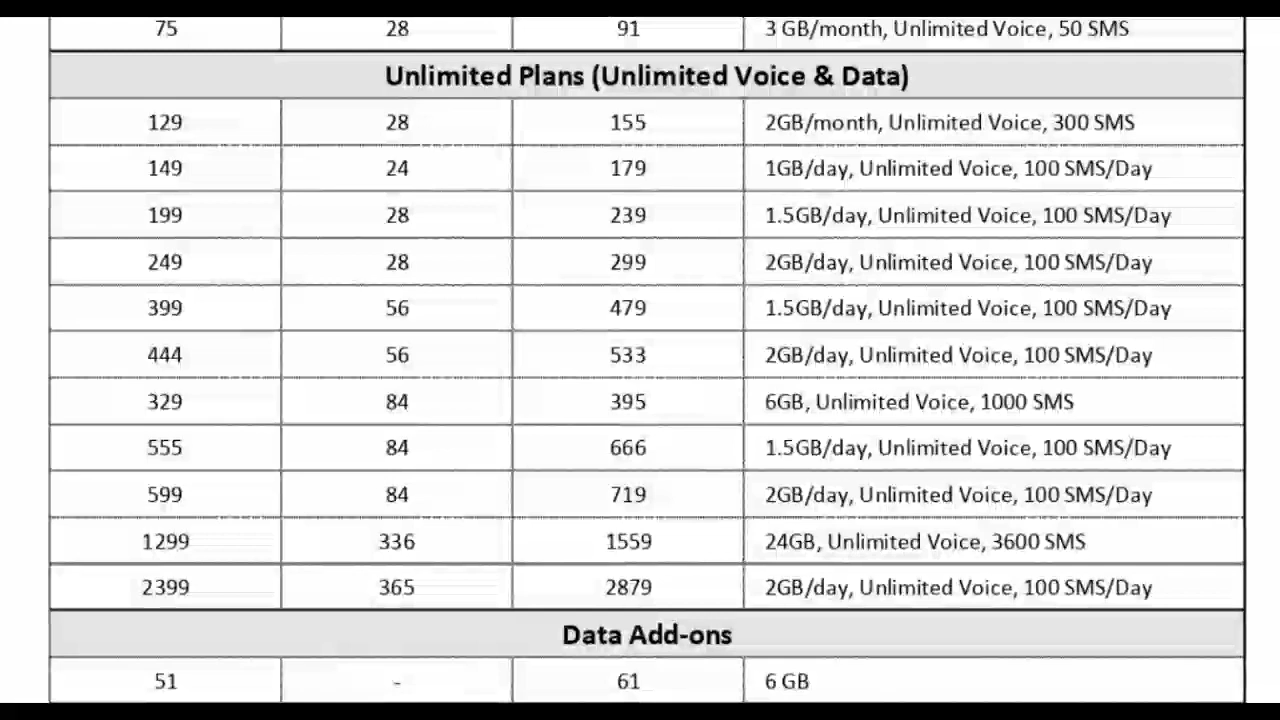 75 28 91 3 GB/month, Unlimited Voice, 50 SMS
Unlimited Plans (Unlimited Voice & Data)
129 28 155 2GB/month, Unlimited Voice, 300 SMS
149 24 179 1GB/day, Unlimited Voice, 100 SMS/Day
199 28 239 1.5GB/day, Unlimited Voice, 100 SMS/Day
249 28 299 2GB/day, Unlimited Voice, 100 SMS/Day
399 56 479 1.5GB/day, Unlimited Voice, 100 SMS/Day
444 56 533 2GB/day, Unlimited Voice, 100 SMS/Day
329 84 395 6GB, Unlimited Voice, 1000 SMS
555 84 666 1.5GB/day, Unlimited Voice, 100 SMS/Day
599 84 719 2GB/day, Unlimited Voice, 100 SMS/Day
1299 336 1559 24GB, Unlimited Voice, 3600 SMS
2399 365 2879 2GB/day, Unlimited Voice, 100 SMS/Day
Data Add-ons
51 - 61 6 GB